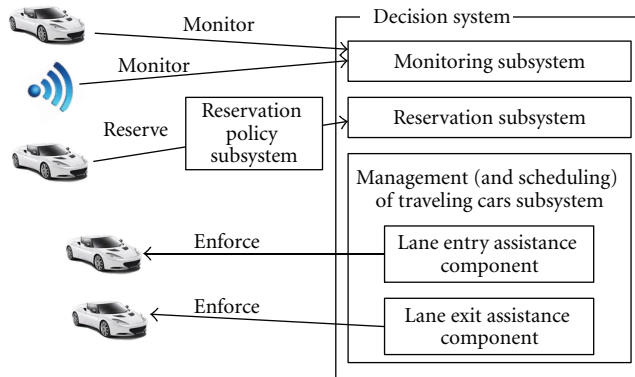 Decision system
Monitor
Monitoring subsystem
Monitor
Reserve
Reservation
policy
subsystem
Reservation subsystem
Management (and scheduling)
of traveling cars subsystem
Enforce
Lane entry assistance
component
Enforce
Lane exit assistance
component